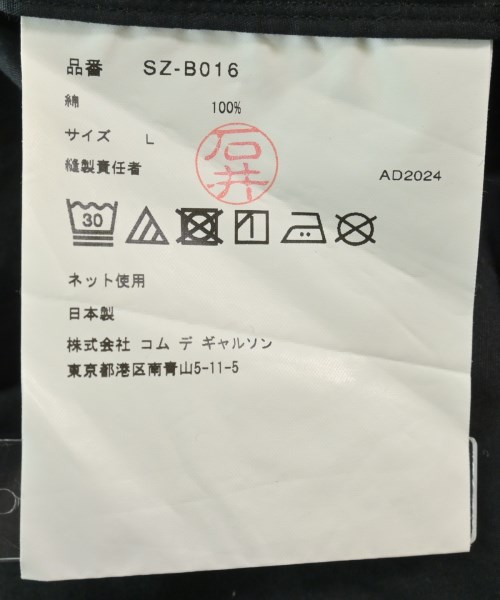 品番 SZ-B016
綿 100%
サイズ L
縫製責任者 石井 AD2024
30
ネット使用
日本製
株式会社 コム デ ギャルソン
東京都港区南青山5-11-5